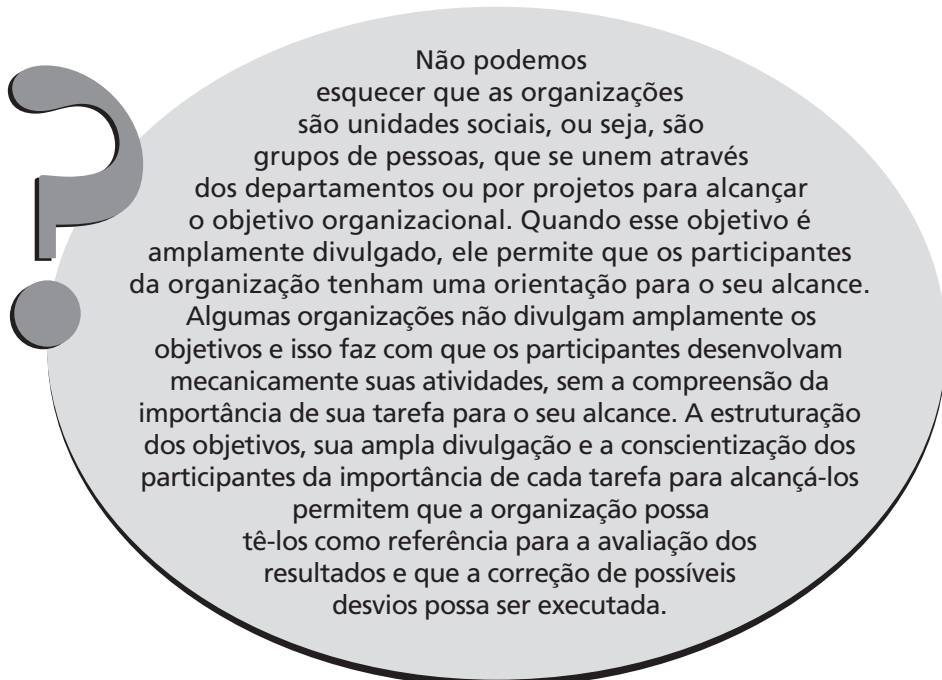 Não podemos
esquecer que as organizações
são unidades sociais, ou seja, são
grupos de pessoas, que se unem através
dos departamentos ou por projetos para alcançar
o objetivo organizacional. Quando esse objetivo é
amplamente divulgado, ele permite que os participantes
da organização tenham uma orientação para o seu alcance.
Algumas organizações não divulgam amplamente os
objetivos e isso faz com que os participantes desenvolvam
mecanicamente suas atividades, sem a compreensão da
importância de sua tarefa para o seu alcance. A estruturação
dos objetivos, sua ampla divulgação e a conscientização dos
participantes da importância de cada tarefa para alcançá-los
permitem que a organização possa
tê-los como referência para a avaliação dos
resultados e que a correção de possíveis
desvios possa ser executada.